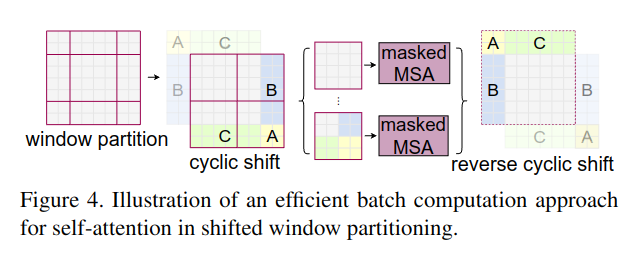 A
C
B
B
C
A
window partition
cyclic shift
masked
MSA
masked
MSA
A
C
B
B
C
A
reverse cyclic shift
Figure 4. Illustration of an efficient batch computation approach
for self-attention in shifted window partitioning.